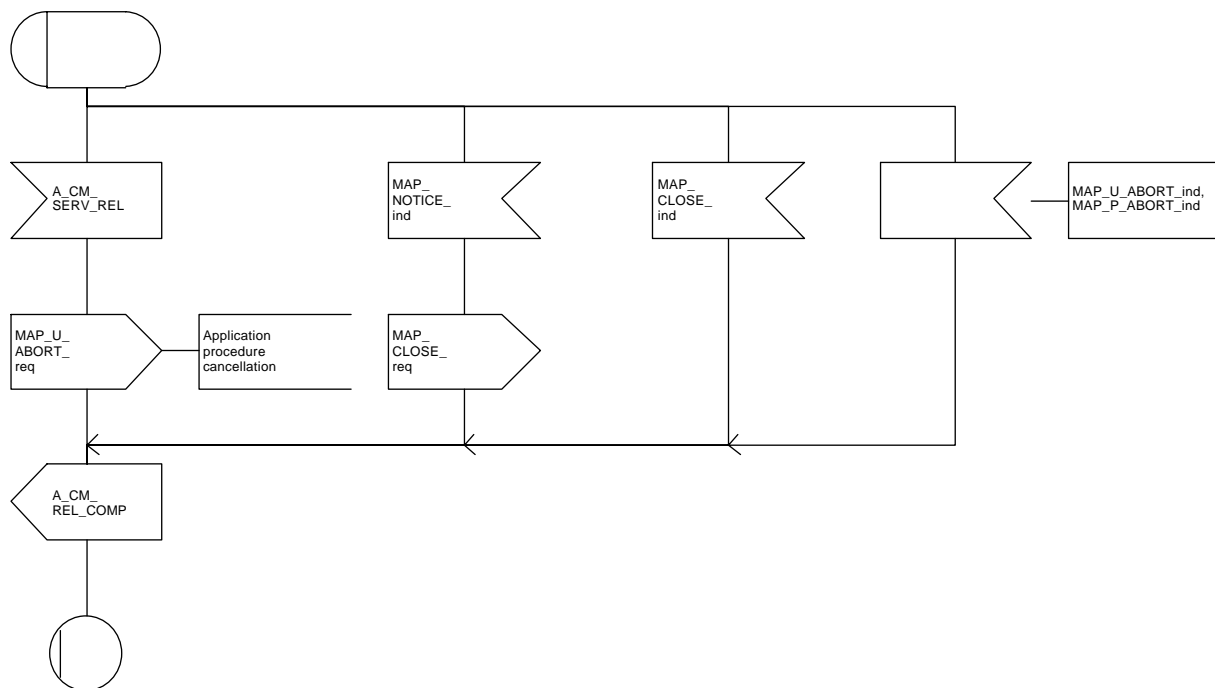 A_CM_
SERV_REL
MAP_
NOTICE_
ind
MAP_
CLOSE_
ind
MAP_U_ABORT_ind,
MAP_P_ABORT_ind
MAP_U_
ABORT_
req
Application
procedure
cancellation
MAP_
CLOSE_
req
A_CM_
REL_COMP